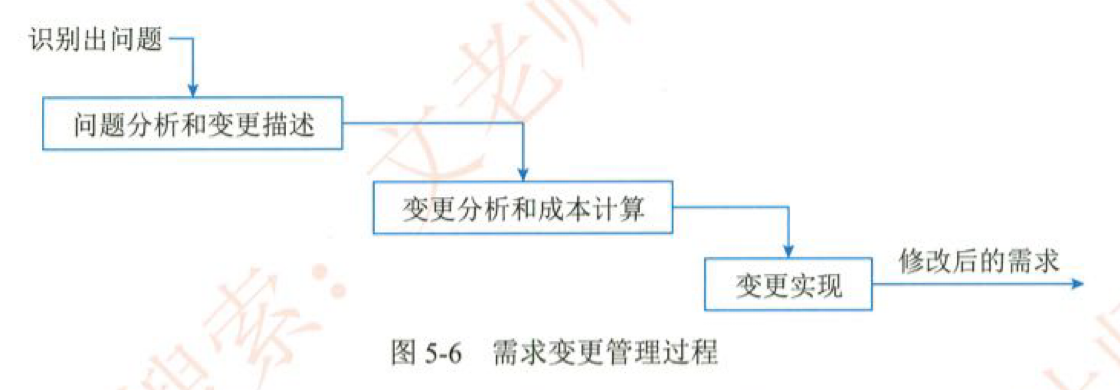 识别出问题
问题分析和变更描述
变更分析和成本计算
变更实现
修改后的需求
图 5-6 需求变更管理过程
搜索：文老师